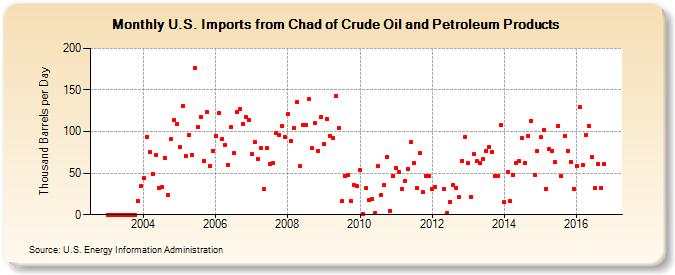 Monthly U.S. Imports from Chad of Crude Oil and Petroleum Products
Thousand Barrels per Day
200
150
100
50
0
2004 2006 2008 2010 2012 2014 2016
Source: U.S. Energy Information Administration